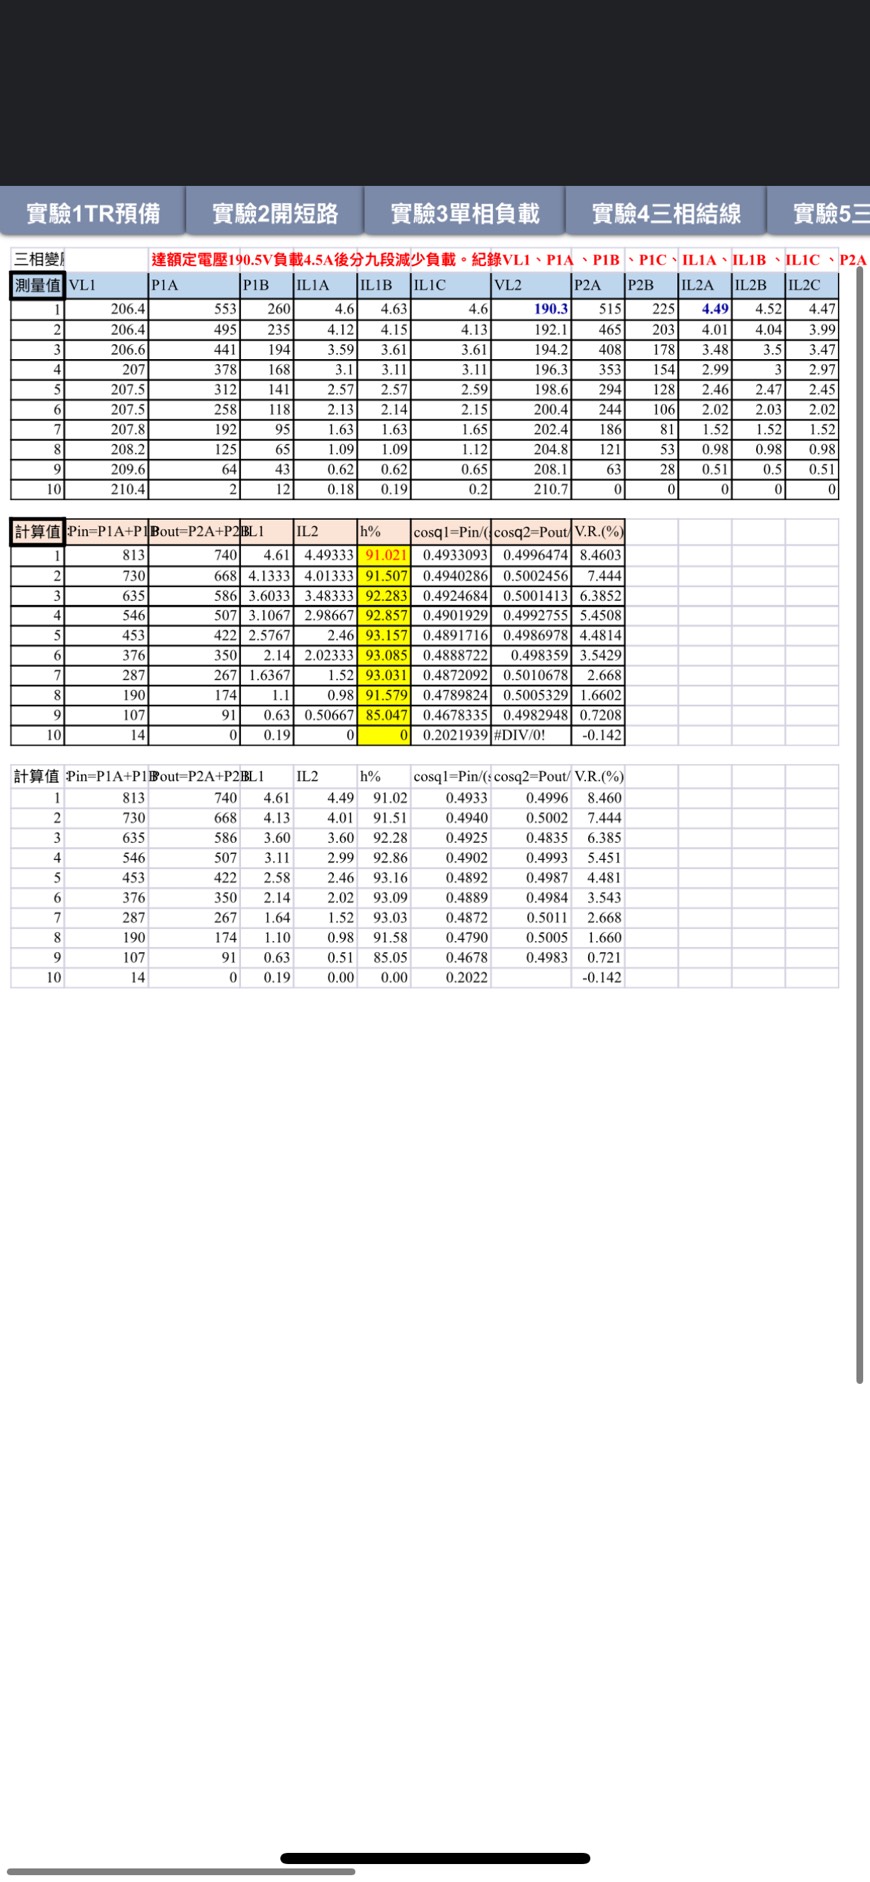 實驗1TR預備 實驗2開短路 實驗3單相負載 實驗4三相結線 實驗5三
三相變 達額定電壓190.5V負載4.5A後分九段減少負載。紀錄VL1、P1A、P1B、P1C、IL1A、IL1B、IL1C、P2A
測量值 VL1 P1A P1B IL1A IL1B IL1C VL2 P2A P2B IL2A IL2B IL2C
1 206.4 553 260 4.6 4.63 4.6 190.3 515 225 4.49 4.52 4.47
2 206.4 495 235 4.12 4.15 4.13 192.1 465 203 4.01 4.04 3.99
3 206.6 441 194 3.59 3.61 3.61 194.2 408 178 3.48 3.5 3.47
4 207 378 168 3.1 3.11 3.11 196.3 353 154 2.99 3 2.97
5 207.5 312 141 2.57 2.57 2.59 198.6 294 128 2.46 2.47 2.45
6 207.5 258 118 2.13 2.14 2.15 200.4 244 106 2.02 2.03 2.02
7 207.8 192 95 1.63 1.63 1.65 202.4 186 81 1.52 1.52 1.52
8 208.2 125 65 1.09 1.09 1.12 204.8 121 53 0.98 0.98 0.98
9 209.6 64 43 0.62 0.62 0.65 208.1 63 28 0.51 0.5 0.51
10 210.4 2 12 0.18 0.19 0.2 210.7 0 0 0 0 0
計算值 Pin=P1A+P1B Pout=P2A+P2B IL1 IL2 h% cosq1=Pin/( cosq2=Pout/ V.R.(%)
1 813 740 4.61 4.49333 91.021 0.4933093 0.4996474 8.4603
2 730 668 4.1333 4.01333 91.507 0.4940286 0.5002456 7.444
3 635 586 3.6033 3.48333 92.283 0.4924684 0.5001413 6.3852
4 546 507 3.1067 2.98667 92.857 0.4901929 0.4992755 5.4508
5 453 422 2.5767 2.46 93.157 0.4891716 0.4986978 4.4814
6 376 350 2.14 2.02333 93.085 0.4888722 0.498359 3.5429
7 287 267 1.6367 1.52 93.031 0.4872092 0.5010678 2.668
8 190 174 1.1 0.98 91.579 0.4789824 0.5005329 1.6602
9 107 91 0.63 0.50667 85.047 0.4678335 0.4982948 0.7208
10 14 0 0.19 0 0 0.2021939 #DIV/0! -0.142
計算值 Pin=P1A+P1B Pout=P2A+P2B IL1 IL2 h% cosq1=Pin/( cosq2=Pout/ V.R.(%)
1 813 740 4.61 4.49 91.02 0.4933 0.4996 8.460
2 730 668 4.13 4.01 91.51 0.4940 0.5002 7.444
3 635 586 3.60 3.60 92.28 0.4925 0.4835 6.385
4 546 507 3.11 2.99 92.86 0.4902 0.4993 5.451
5 453 422 2.58 2.46 93.16 0.4892 0.4987 4.481
6 376 350 2.14 2.02 93.09 0.4889 0.4984 3.543
7 287 267 1.64 1.52 93.03 0.4872 0.5011 2.668
8 190 174 1.10 0.98 91.58 0.4790 0.5005 1.660
9 107 91 0.63 0.51 85.05 0.4678 0.4983 0.721
10 14 0 0.19 0.00 0.00 0.2022 -0.142